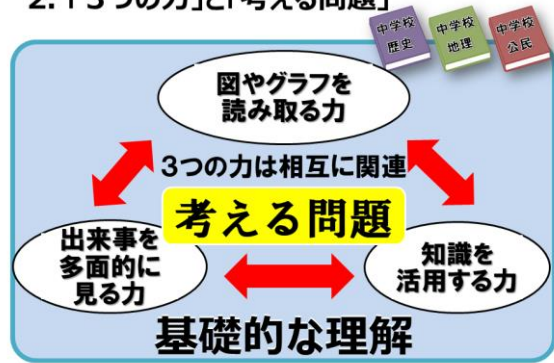 2.「３つの力」と「考える問題」
中学校
歴史
中学校
地理
中学校
公民
図やグラフを
読み取る力
3つの力は相互に関連
考える問題
出来事を
多面的に
見る力
知識を
活用する力
基礎的な理解